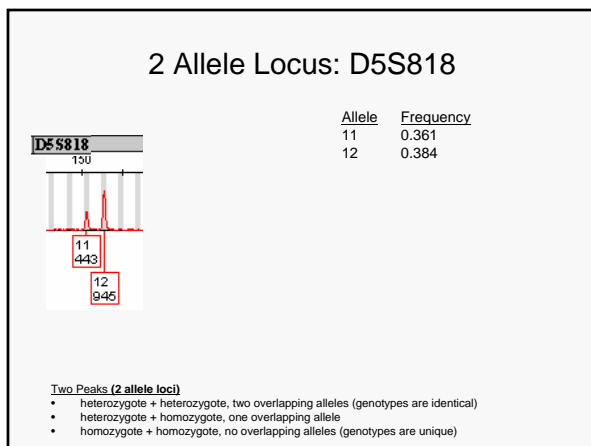 2 Allele Locus: D5S818
Allele Frequency
11 0.361
12 0.384
D5S818
150
11
443
12
945
Two Peaks (2 allele loci)
• heterozygote + heterozygote, two overlapping alleles (genotypes are identical)
• heterozygote + homozygote, one overlapping allele
• homozygote + homozygote, no overlapping alleles (genotypes are unique)